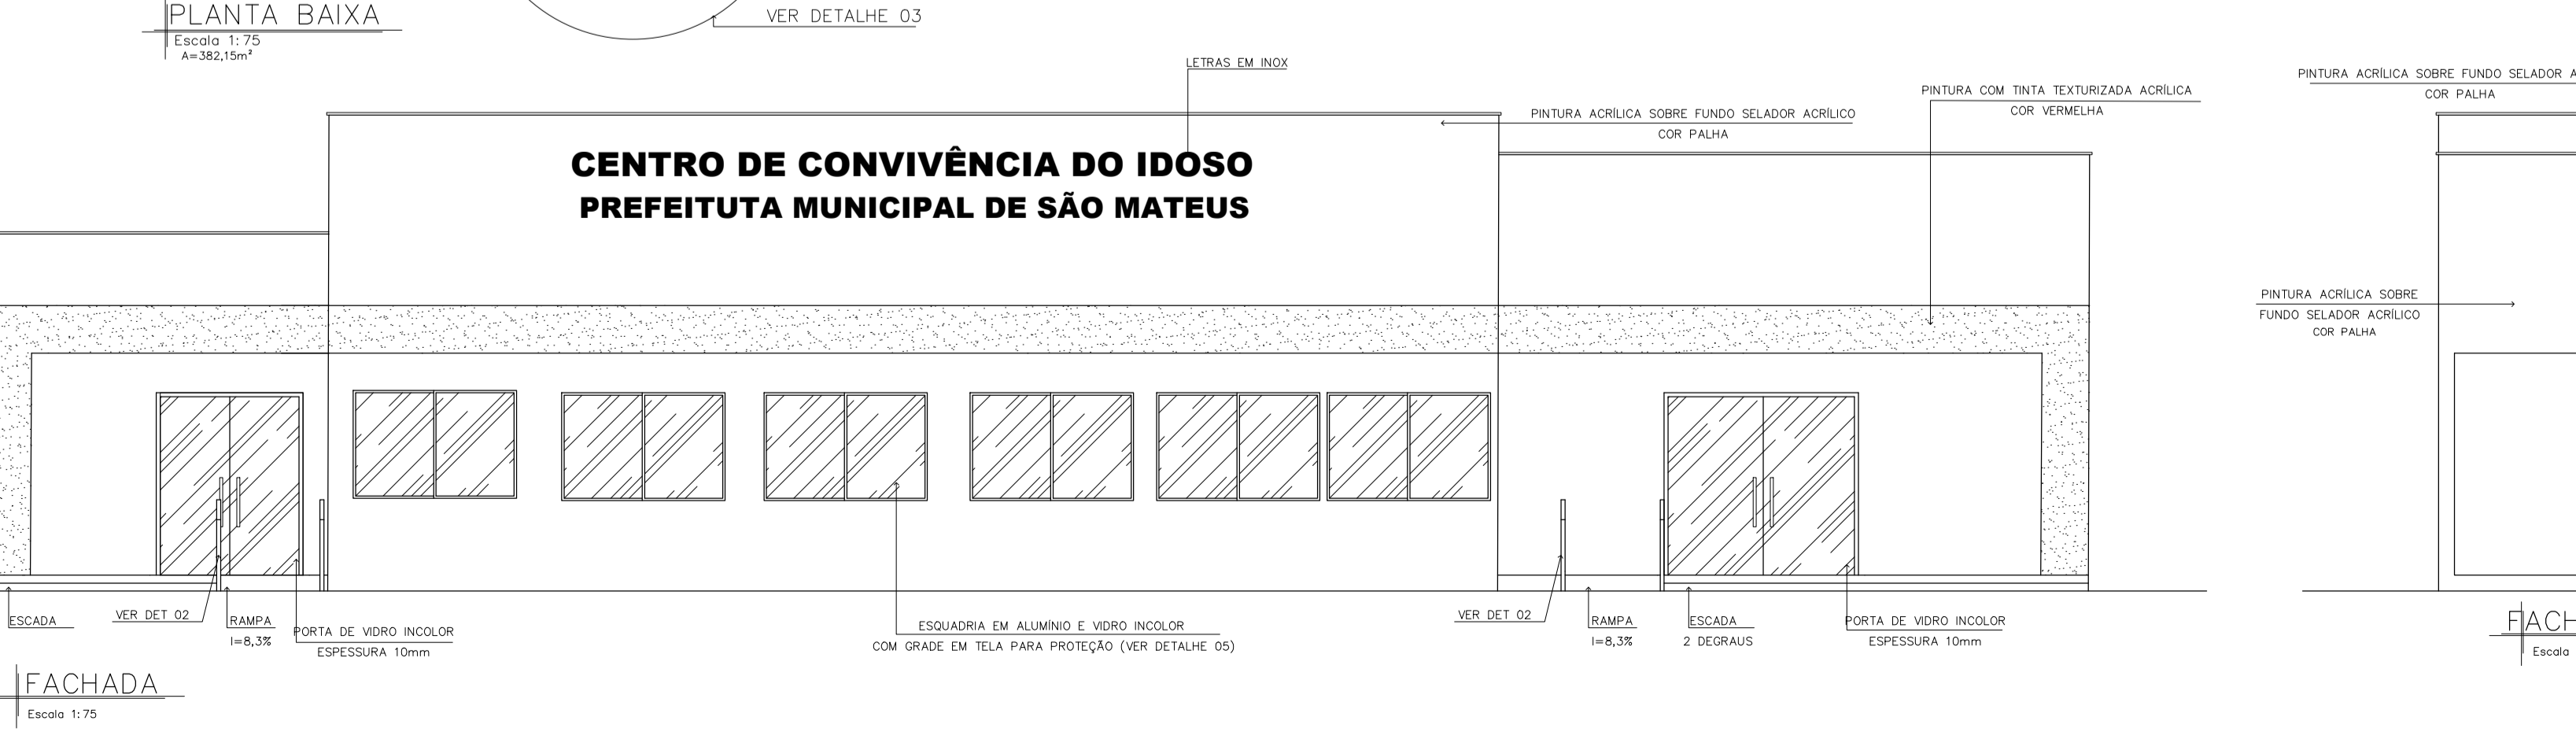 PLANTA BAIXA
Escala 1:75
A=382,15m²
VER DETALHE 03
LETRAS EM INOX
PINTURA ACRÍLICA SOBRE FUNDO SELADOR ACRÍLICO
COR PALHA
PINTURA COM TINTA TEXTURIZADA ACRÍLICA
COR VERMELHA
PINTURA ACRÍLICA SOBRE FUNDO SELADOR A
COR PALHA
CENTRO DE CONVIVÊNCIA DO IDOSO
PREFEITUTA MUNICIPAL DE SÃO MATEUS
PINTURA ACRÍLICA SOBRE
FUNDO SELADOR ACRÍLICO
COR PALHA
ESCADA
VER DET 02
RAMPA
I=8,3%
PORTA DE VIDRO INCOLOR
ESPESSURA 10mm
ESQUADRIA EM ALUMÍNIO E VIDRO INCOLOR
COM GRADE EM TELA PARA PROTEÇÃO (VER DETALHE 05)
VER DET 02
RAMPA
I=8,3%
ESCADA
2 DEGRAUS
PORTA DE VIDRO INCOLOR
ESPESSURA 10mm
FACHADA
Escala 1:75
FACH
Escala